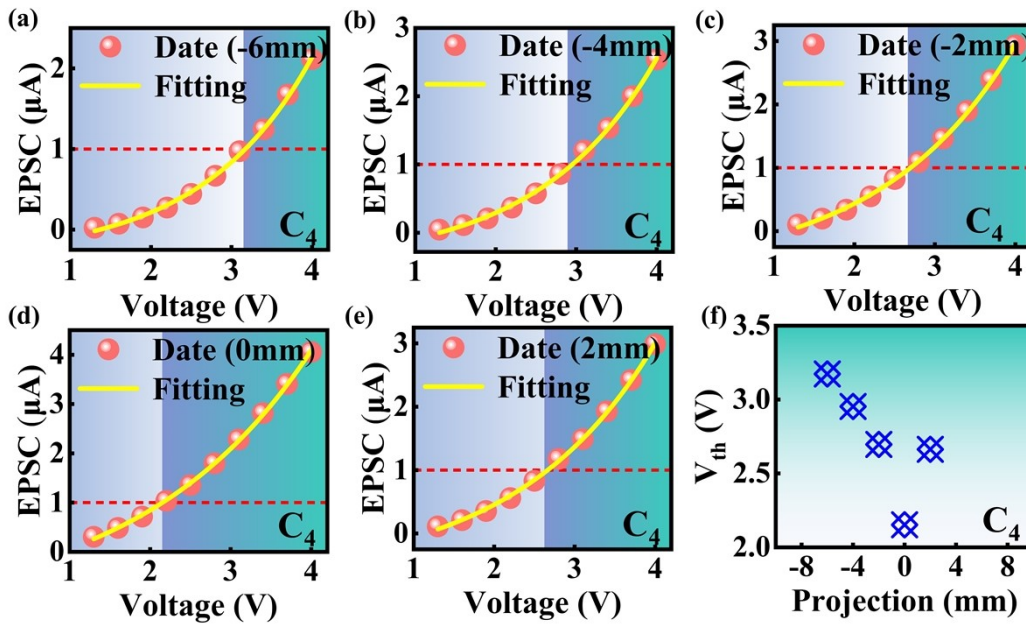 (a)
EPSC (μA)
2
1
0
Date (-6mm)
Fitting
C4
1 2 3 4
Voltage (V)
(b)
EPSC (μA)
3
2
1
0
Date (-4mm)
Fitting
C4
1 2 3 4
Voltage (V)
(c)
EPSC (μA)
3
2
1
0
Date (-2mm)
Fitting
C4
1 2 3 4
Voltage (V)
(d)
EPSC (μA)
4
3
2
1
0
Date (0mm)
Fitting
C4
1 2 3 4
Voltage (V)
(e)
EPSC (μA)
3
2
1
0
Date (2mm)
Fitting
C4
1 2 3 4
Voltage (V)
(f)
Vth (V)
3.5
3.0
2.5
2.0
C4
-8 -4 0 4 8
Projection (mm)